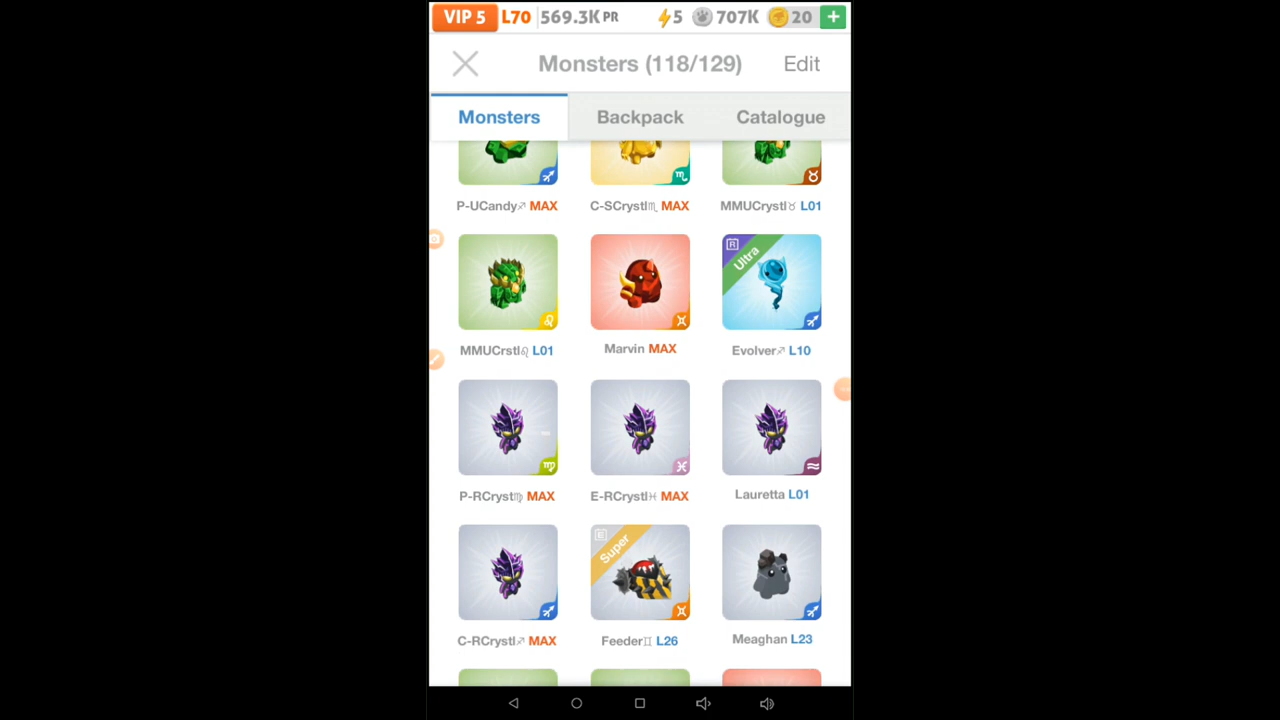 VIP 5 L70 569.3K PR 5 707K 20 +
Monsters (118/129) Edit
Monsters Backpack Catalogue
P-UCandy♐ MAX C-SCrystl♏ MAX MMUCrystl♉ L01
R Ultra
MMUCrstl♌ L01 Marvin MAX Evolver♐ L10
P-RCryst♍ MAX E-RCrystl♓ MAX Lauretta L01
E Super
C-RCrystl♐ MAX Feeder♊ L26 Meaghan L23